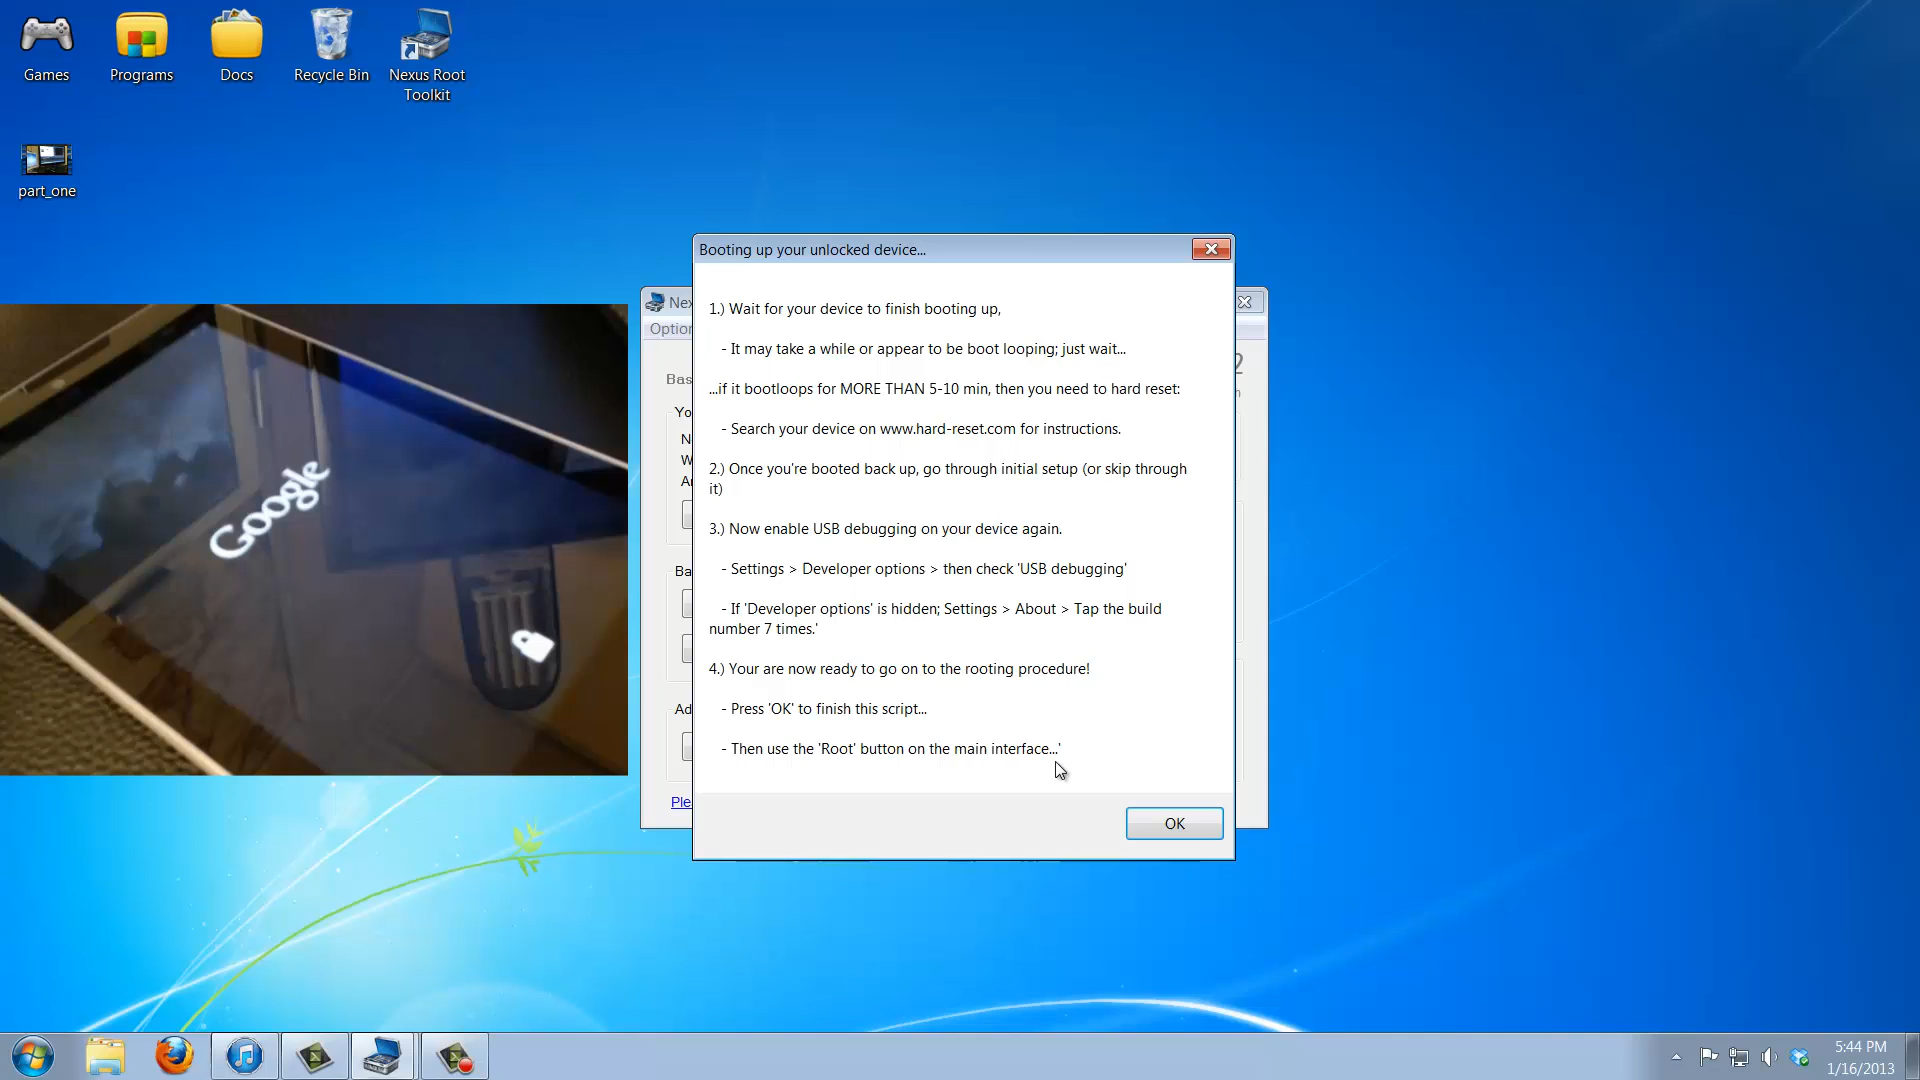 Games
Programs
Docs
Recycle Bin
Nexus Root
Toolkit
part_one
Google
Booting up your unlocked device...
1.) Wait for your device to finish booting up,
- It may take a while or appear to be boot looping; just wait...
...if it bootloops for MORE THAN 5-10 min, then you need to hard reset:
- Search your device on www.hard-reset.com for instructions.
2.) Once you're booted back up, go through initial setup (or skip through
it)
3.) Now enable USB debugging on your device again.
- Settings > Developer options > then check 'USB debugging'
- If 'Developer options' is hidden; Settings > About > Tap the build
number 7 times.'
4.) Your are now ready to go on to the rooting procedure!
- Press 'OK' to finish this script...
- Then use the 'Root' button on the main interface...'
OK
5:44 PM
1/16/2013